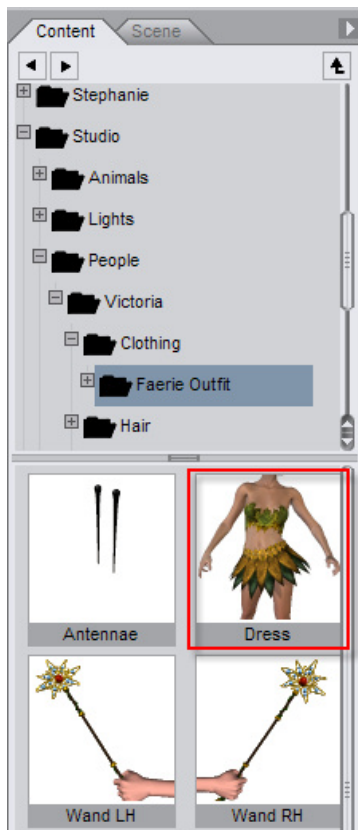 Content Scene
Stephanie
Studio
Animals
Lights
People
Victoria
Clothing
Faerie Outfit
Hair
Antennae Dress
Wand LH Wand RH